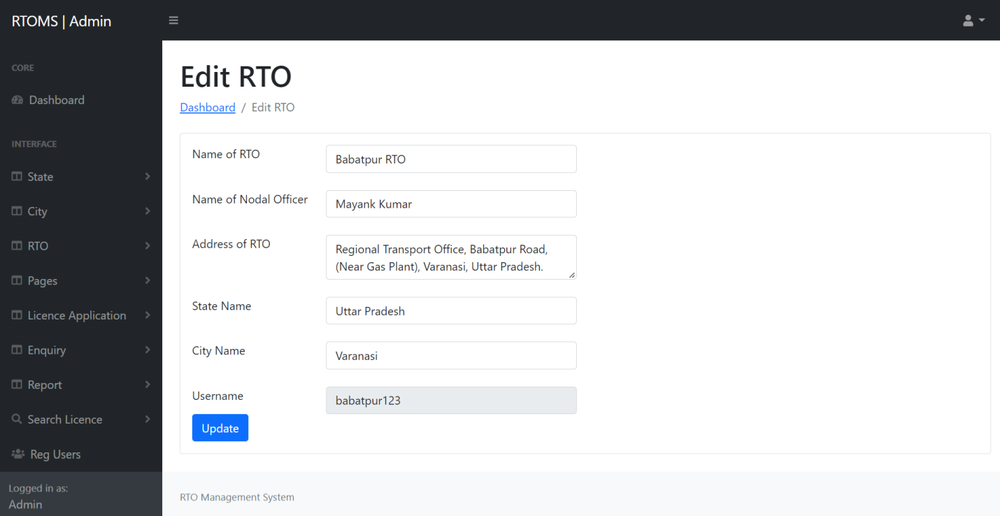 RTOMS | Admin
CORE
Dashboard
INTERFACE
State
City
RTO
Pages
Licence Application
Enquiry
Report
Search Licence
Reg Users
Logged in as:
Admin
Edit RTO
Dashboard / Edit RTO
Name of RTO
Babatpur RTO
Name of Nodal Officer
Mayank Kumar
Address of RTO
Regional Transport Office, Babatpur Road,
(Near Gas Plant), Varanasi, Uttar Pradesh.
State Name
Uttar Pradesh
City Name
Varanasi
Username
babatpur123
Update
RTO Management System